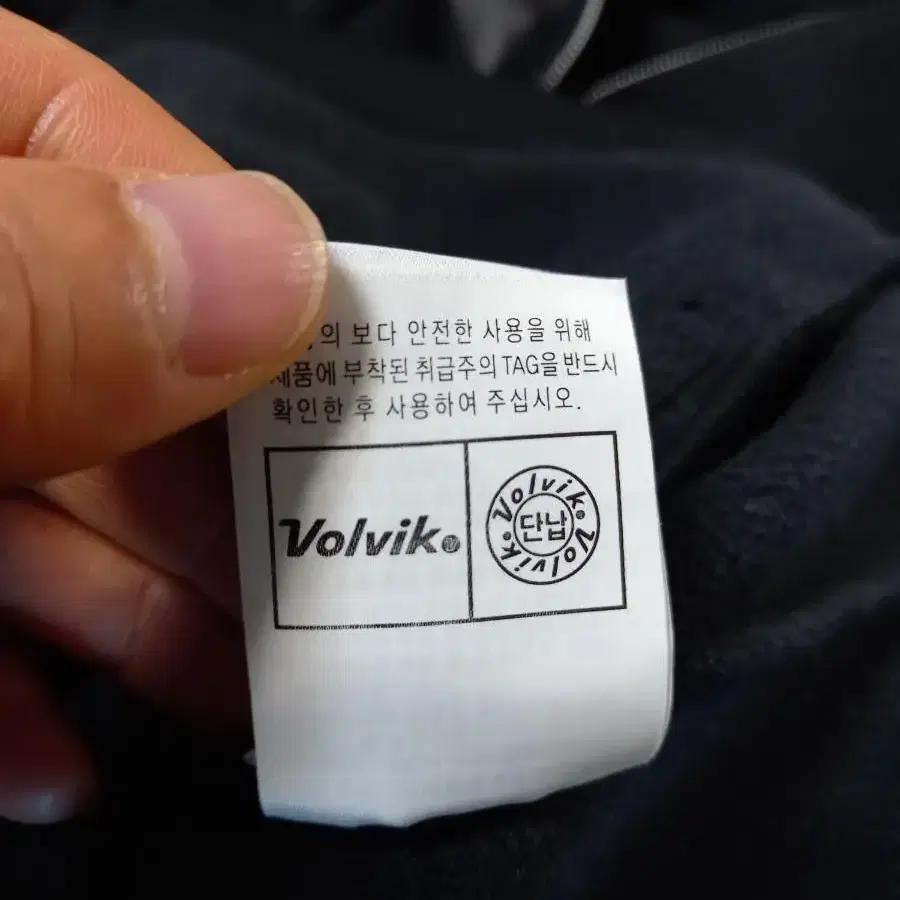 보다 안전한 사용을 위해
제품에 부착된 취급주의 TAG을 반드시
확인한 후 사용하여 주십시오.
Volvik.
Volvik. Volvik.
단납